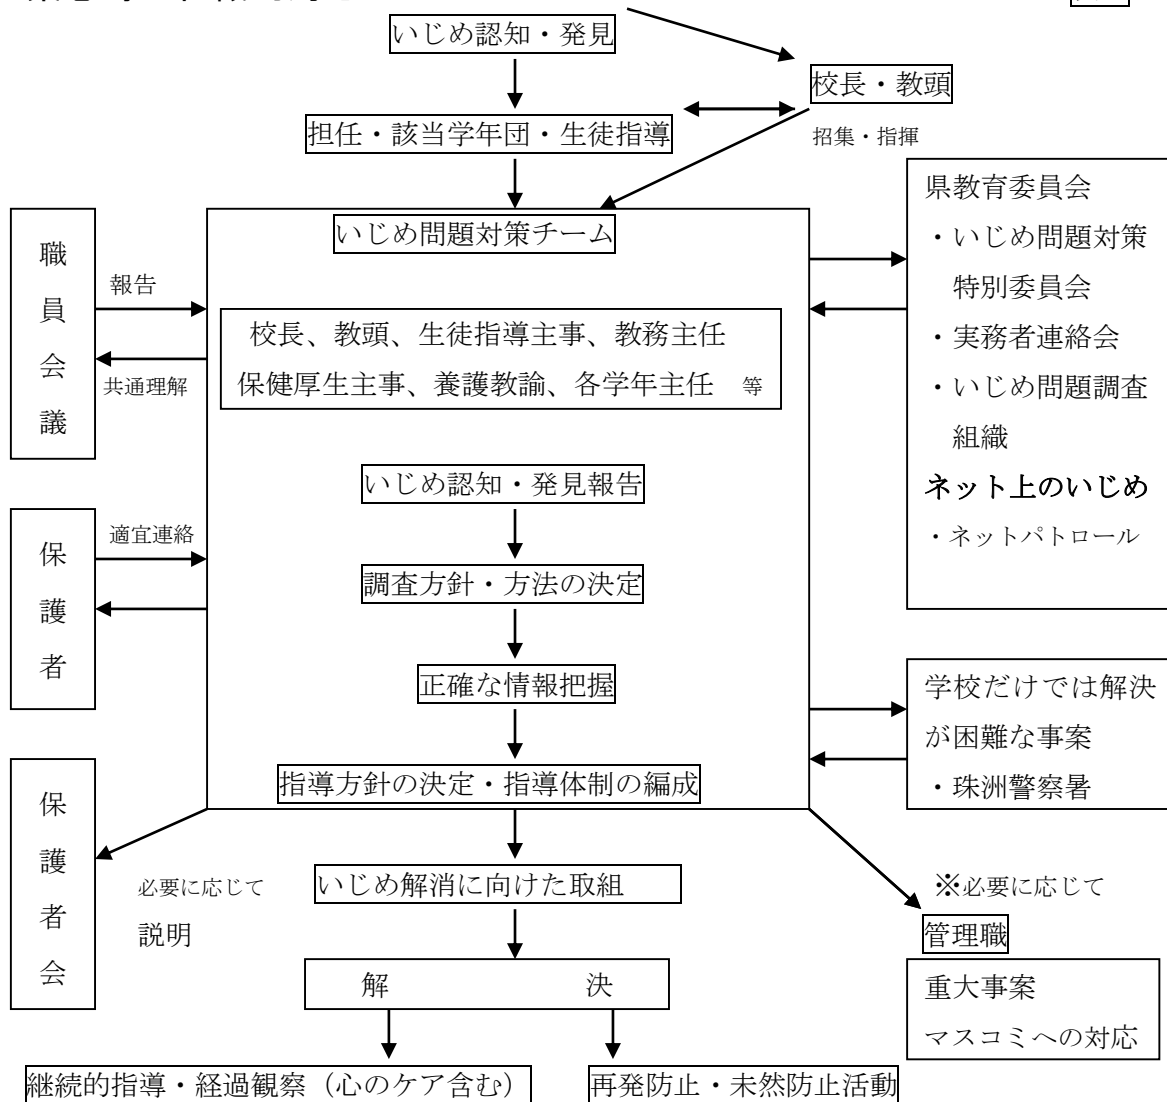 いじめ認知・発見
校長・教頭
担任・該当学年団・生徒指導
招集・指揮
いじめ問題対策チーム
職員会議
報告
共通理解
校長、教頭、生徒指導主事、教務主任
保健厚生主事、養護教諭、各学年主任 等
県教育委員会
・いじめ問題対策
特別委員会
・実務者連絡会
・いじめ問題調査
組織
ネット上のいじめ
・ネットパトロール
いじめ認知・発見報告
保護者
適宜連絡
調査方針・方法の決定
正確な情報把握
指導方針の決定・指導体制の編成
学校だけでは解決
が困難な事案
・珠洲警察暑
保護者会
必要に応じて
説明
いじめ解消に向けた取組
※必要に応じて
管理職
重大事案
マスコミへの対応
解 決
継続的指導・経過観察（心のケア含む）
再発防止・未然防止活動